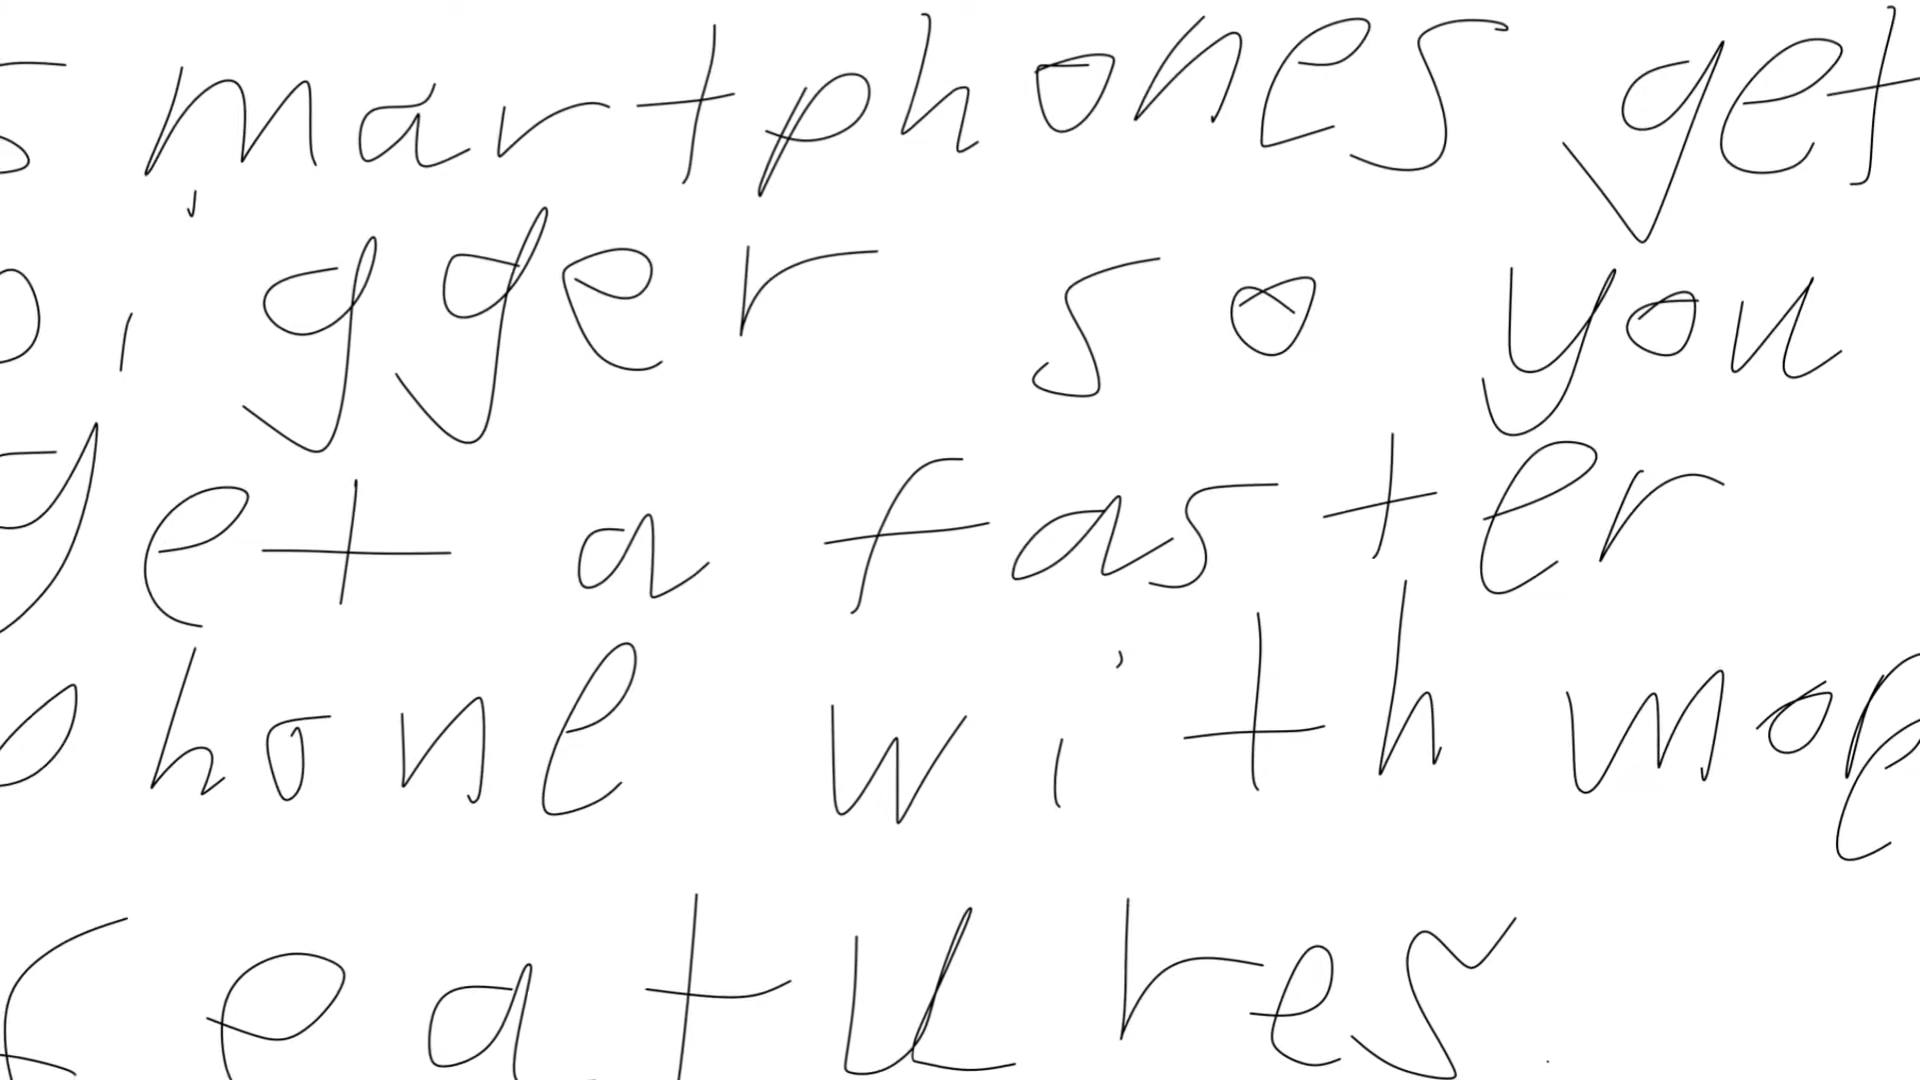 smartphones get
bigger so you
get a faster
phone with more
features.